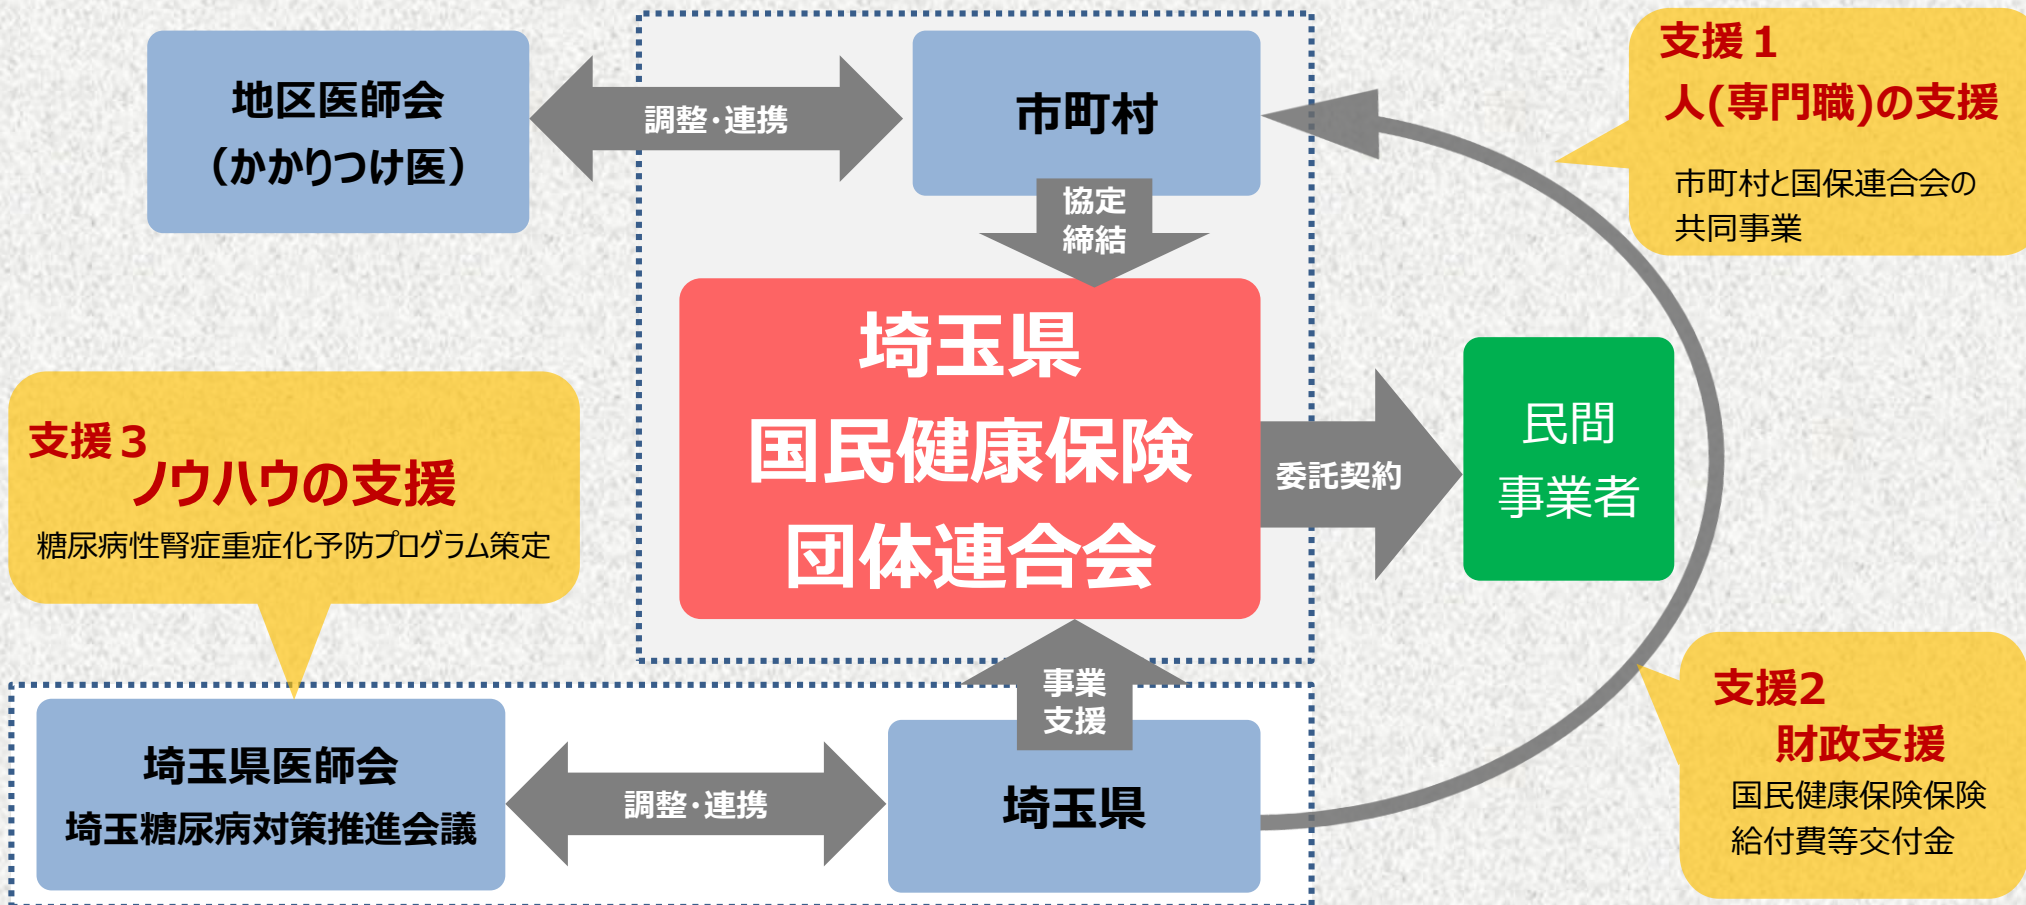 地区医師会
（かかりつけ医）
調整･連携
市町村
支援１
人(専門職)の支援
市町村と国保連合会の
共同事業
協定
締結
埼玉県
国民健康保険
団体連合会
委託契約
民間
事業者
支援３
ノウハウの支援
糖尿病性腎症重症化予防プログラム策定
事業
支援
埼玉県医師会
埼玉糖尿病対策推進会議
調整･連携
埼玉県
支援2
財政支援
国民健康保険保険
給付費等交付金